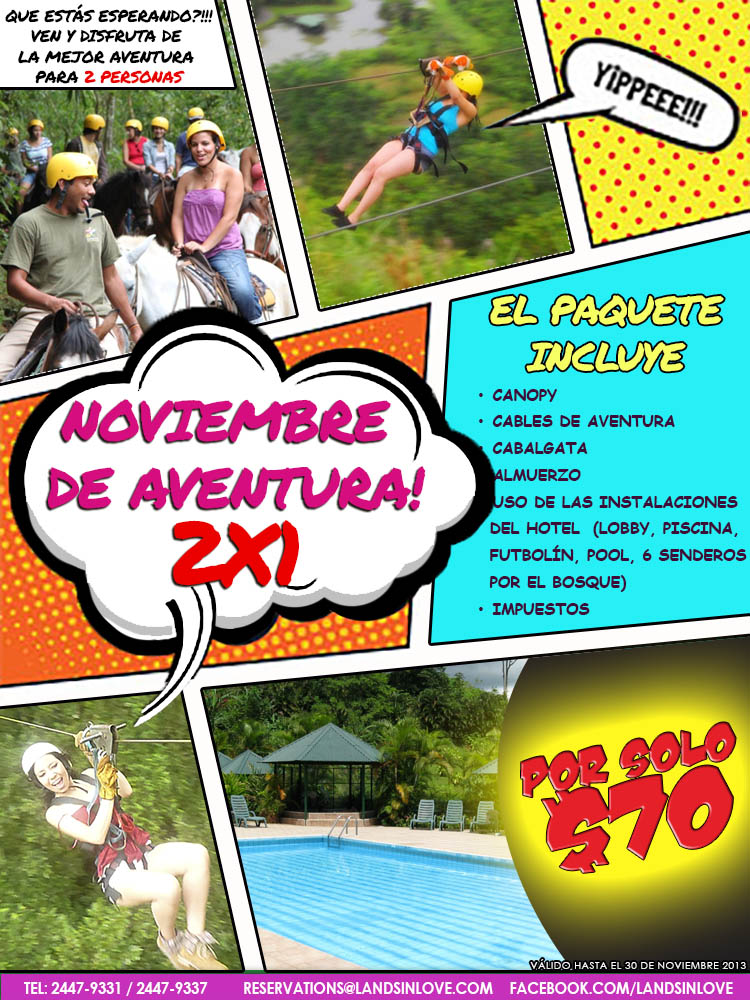 QUE ESTÁS ESPERANDO?!!!
VEN Y DISFRUTA DE
LA MEJOR AVENTURA
PARA 2 PERSONAS
YIPPEEE!!!
EL PAQUETE
INCLUYE
• CANOPY
• CABLES DE AVENTURA
• CABALGATA
ALMUERZO
USO DE LAS INSTALACIONES
DEL HOTEL (LOBBY, PISCINA,
FUTBOLÍN, POOL, 6 SENDEROS
POR EL BOSQUE)
• IMPUESTOS
NOVIEMBRE
DE AVENTURA!
2X1
POR SOLO
$70
VÁLIDO HASTA EL 30 DE NOVIEMBRE 2013
TEL: 2447-9331 / 2447-9337 RESERVATIONS@LANDSINLOVE.COM FACEBOOK.COM/LANDSINLOVE